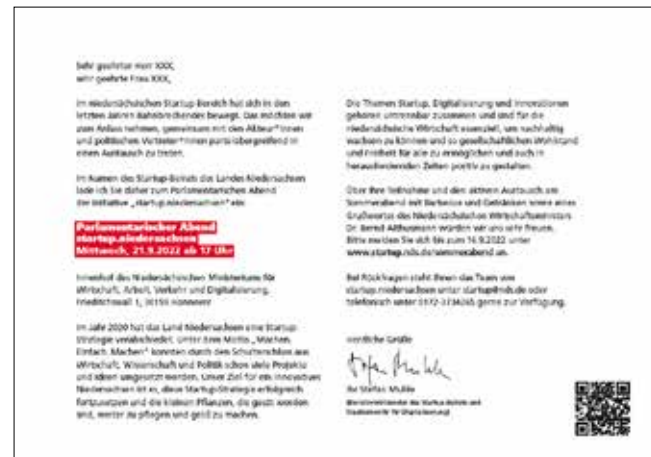 Sehr geehrter Herr XXX,
sehr geehrte Frau XXX,
im niedersächsischen Startup-Bereich hat sich in den
letzten Jahren Bahnbrechendes bewegt. Das möchten wir
zum Anlass nehmen, gemeinsam mit den Akteur*innen
und politischen Vertreter*innen parteiübergreifend in
einen Austausch zu treten.
Im Namen des Startup-Beirats des Landes Niedersachsen
lade ich Sie daher zum Parlamentarischen Abend
der Initiative „startup.niedersachsen“ ein:
Parlamentarischer Abend
startup.niedersachsen
Mittwoch, 21.9.2022 ab 17 Uhr
Innenhof des Niedersächsischen Ministeriums für
Wirtschaft, Arbeit, Verkehr und Digitalisierung,
Friedrichswall 1, 30159 Hannover
Im Jahr 2020 hat das Land Niedersachsen eine Startup
Strategie verabschiedet. Unter dem Motto „Machen.
Einfach. Machen“ konnten durch den Schulterschluss aus
Wirtschaft, Wissenschaft und Politik schon viele Projekte
und Ideen umgesetzt werden. Unser Ziel für ein innovatives
Niedersachsen ist es, diese Startup-Strategie erfolgreich
fortzusetzen und die kleinen Pflanzen, die gesät worden
sind, weiter zu pflegen und groß zu machen.
Die Themen Startup, Digitalisierung und Innovationen
gehören untrennbar zusammen und sind für die
niedersächsische Wirtschaft essenziell, um nachhaltig
wachsen zu können und so gesellschaftlichen Wohlstand
und Freiheit für alle zu ermöglichen und auch in
herausfordernden Zeiten positiv zu gestalten.
Über Ihre Teilnahme und den aktiven Austausch am
Sommerabend mit Barbecue und Getränken sowie eines
Grußwortes des Niedersächsischen Wirtschaftsministers
Dr. Bernd Althusmann würden wir uns sehr freuen.
Bitte melden Sie sich bis zum 16.9.2022 unter
www.startup.nds.de/sommerabend an.
Bei Rückfragen steht Ihnen das Team von
startup.niedersachsen unter startup@nds.de oder
telefonisch unter gerne zur Verfügung.
Herzliche Grüße
Ihr Stefan Muhle
Staatssekretär für Digitalisierung)